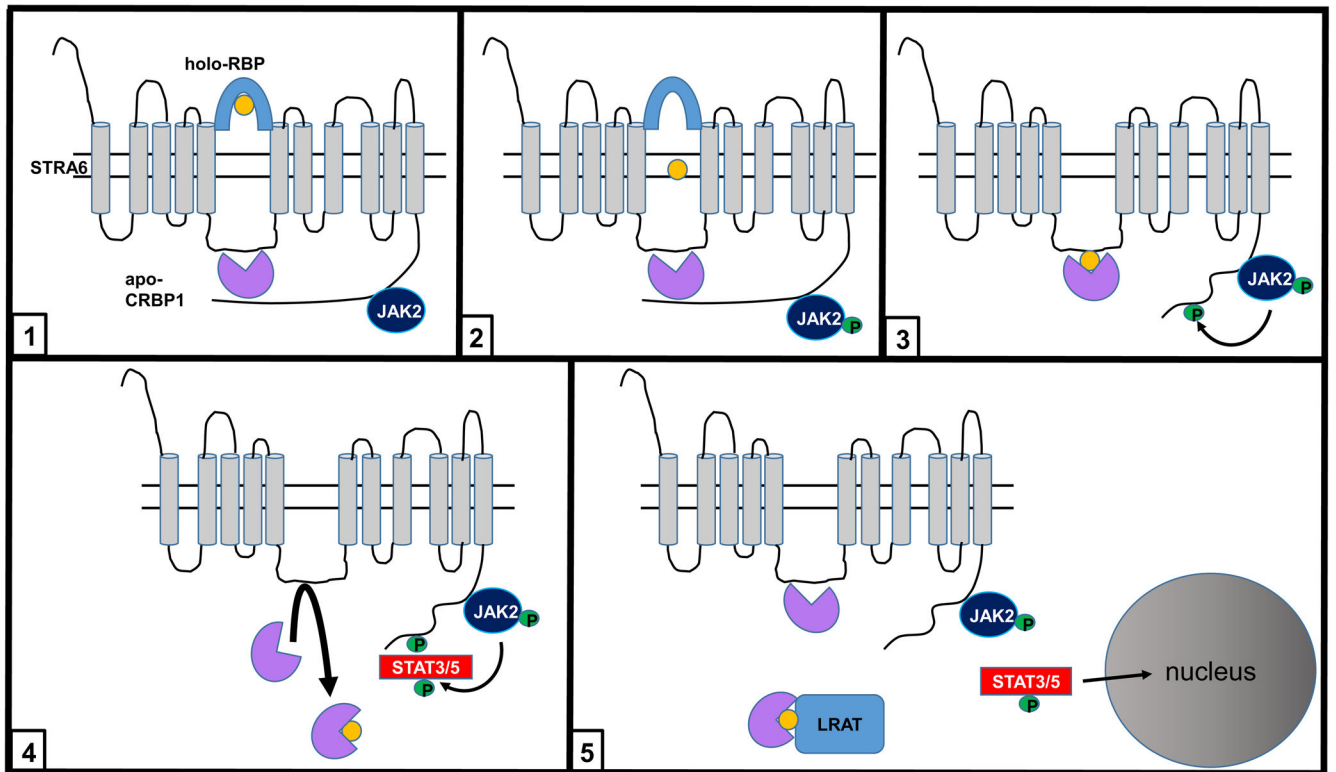 holo-RBP
STRA6
apo-
CRBP1
JAK2
1
JAK2
P
2
JAK2
P
P
3
JAK2
P
P
STAT3/5
P
4
JAK2
P
nucleus
STAT3/5
P
LRAT
5